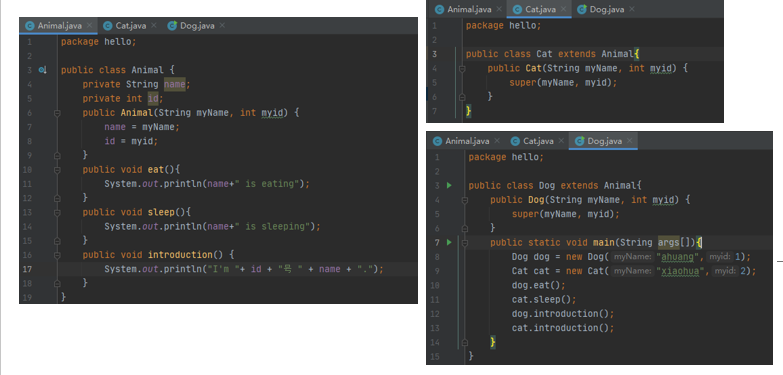 Animal.java Cat.java Dog.java
1 package hello;
2
3 public class Animal {
4 private String name;
5 private int id;
6 public Animal(String myName, int myid) {
7 name = myName;
8 id = myid;
9 }
10 public void eat(){
11 System.out.println(name+" is eating");
12 }
13 public void sleep(){
14 System.out.println(name+" is sleeping");
15 }
16 public void introduction() {
17 System.out.println("I'm "+ id + "号 " + name + ".");
18 }
19 }
Animal.java Cat.java Dog.java
1 package hello;
2
3 public class Cat extends Animal{
4 public Cat(String myName, int myid) {
5 super(myName, myid);
6 }
7 }
Animal.java Cat.java Dog.java
1 package hello;
2
3 public class Dog extends Animal{
4 public Dog(String myName, int myid) {
5 super(myName, myid);
6 }
7 public static void main(String args[]){
8 Dog dog = new Dog( myName: "ahuang", myid: 1);
9 Cat cat = new Cat( myName: "xiaohua", myid: 2);
10 dog.eat();
11 cat.sleep();
12 dog.introduction();
13 cat.introduction();
14 }
15 }